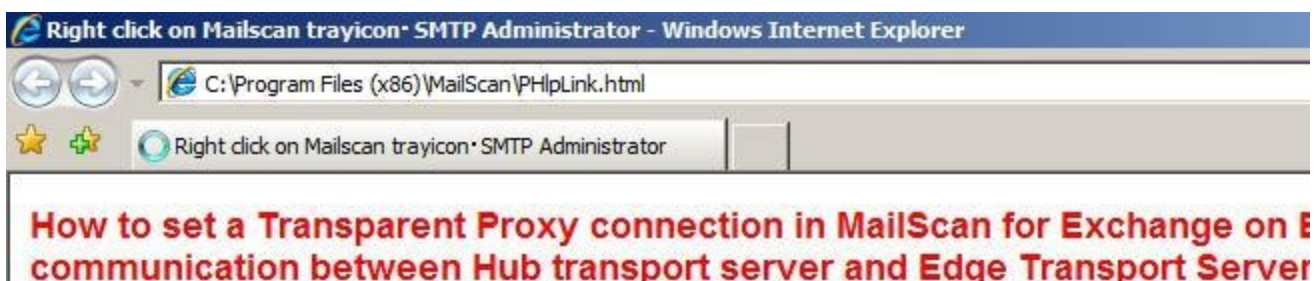 Right click on Mailscan trayicon· SMTP Administrator - Windows Internet Explorer
C:\Program Files (x86)\MailScan\PHlpLink.html
Right click on Mailscan trayicon· SMTP Administrator
How to set a Transparent Proxy connection in MailScan for Exchange on
communication between Hub transport server and Edge Transport Server